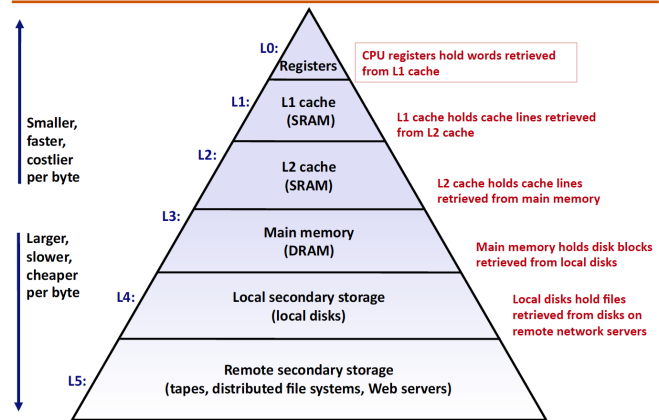 L0:
Registers
CPU registers hold words retrieved
from L1 cache
L1:
L1 cache
(SRAM)
L1 cache holds cache lines retrieved
from L2 cache
Smaller,
faster,
costlier
per byte
L2:
L2 cache
(SRAM)
L2 cache holds cache lines
retrieved from main memory
L3:
Main memory
(DRAM)
Main memory holds disk blocks
retrieved from local disks
Larger,
slower,
cheaper
per byte
L4:
Local secondary storage
(local disks)
Local disks hold files
retrieved from disks on
remote network servers
L5:
Remote secondary storage
(tapes, distributed file systems, Web servers)